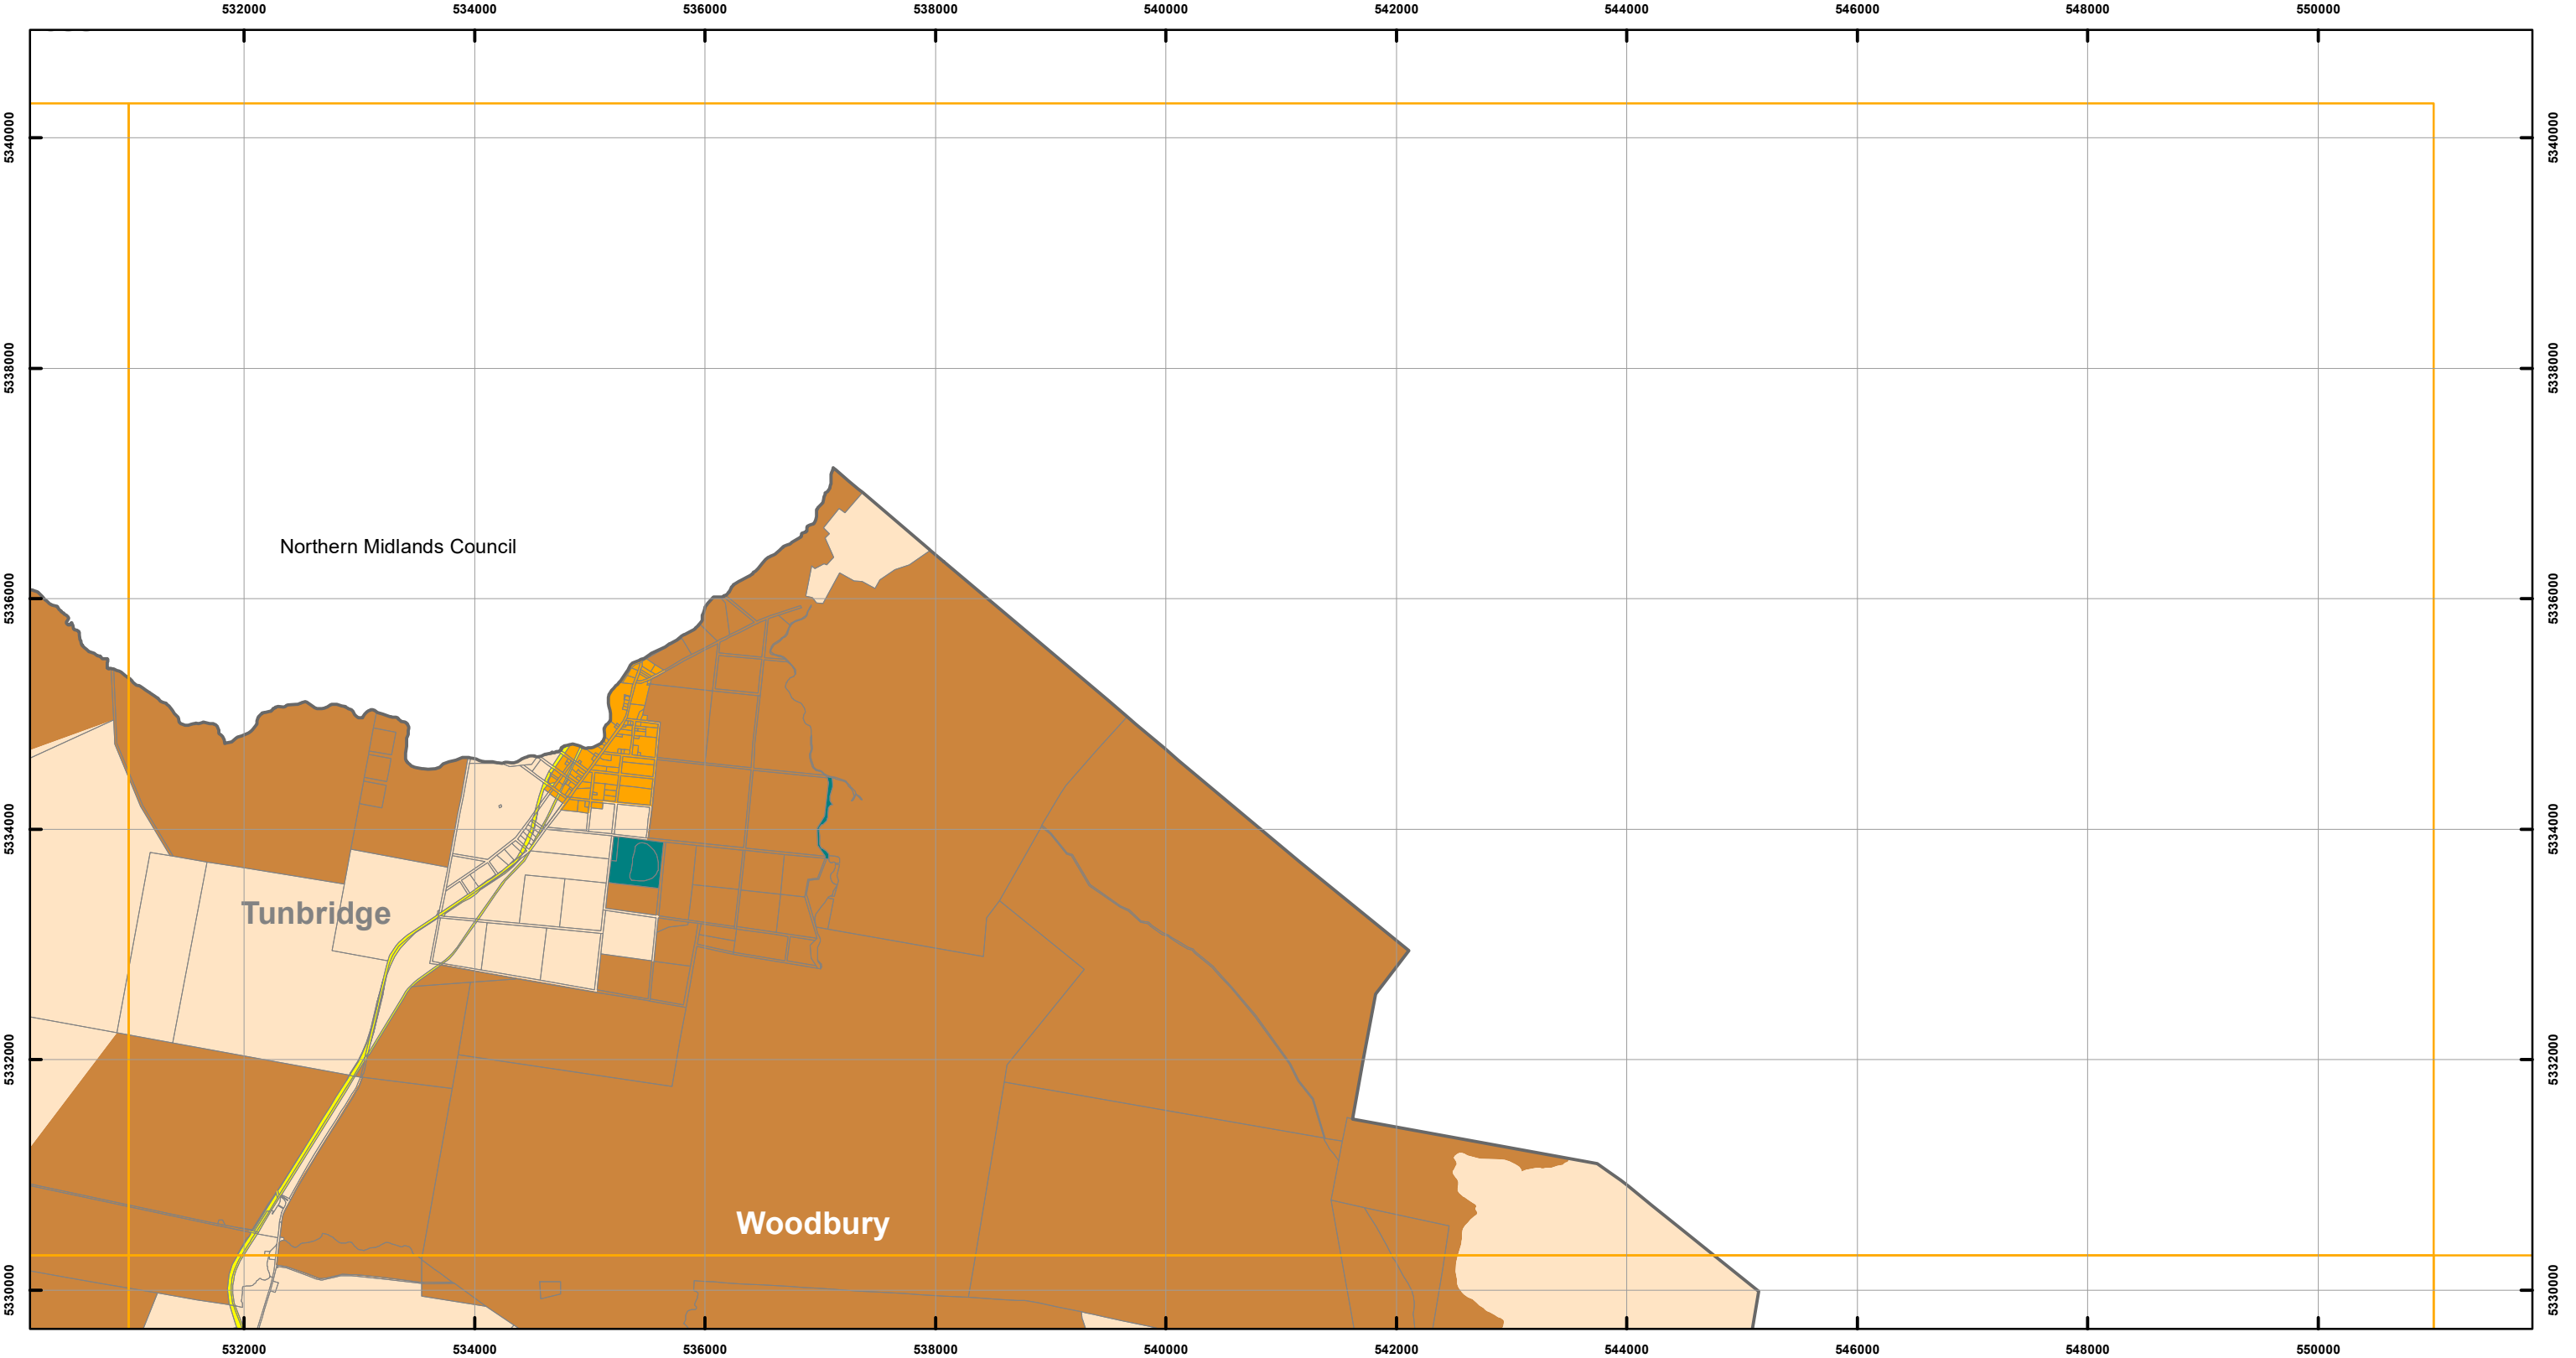 532000 534000 536000 538000 540000 542000 544000 546000 548000 550000
5340000 5340000
5338000 5338000
Northern Midlands Council
5336000 5336000
5334000 5334000
Tunbridge
5332000 5332000
Woodbury
5330000 5330000
532000 534000 536000 538000 540000 542000 544000 546000 548000 550000